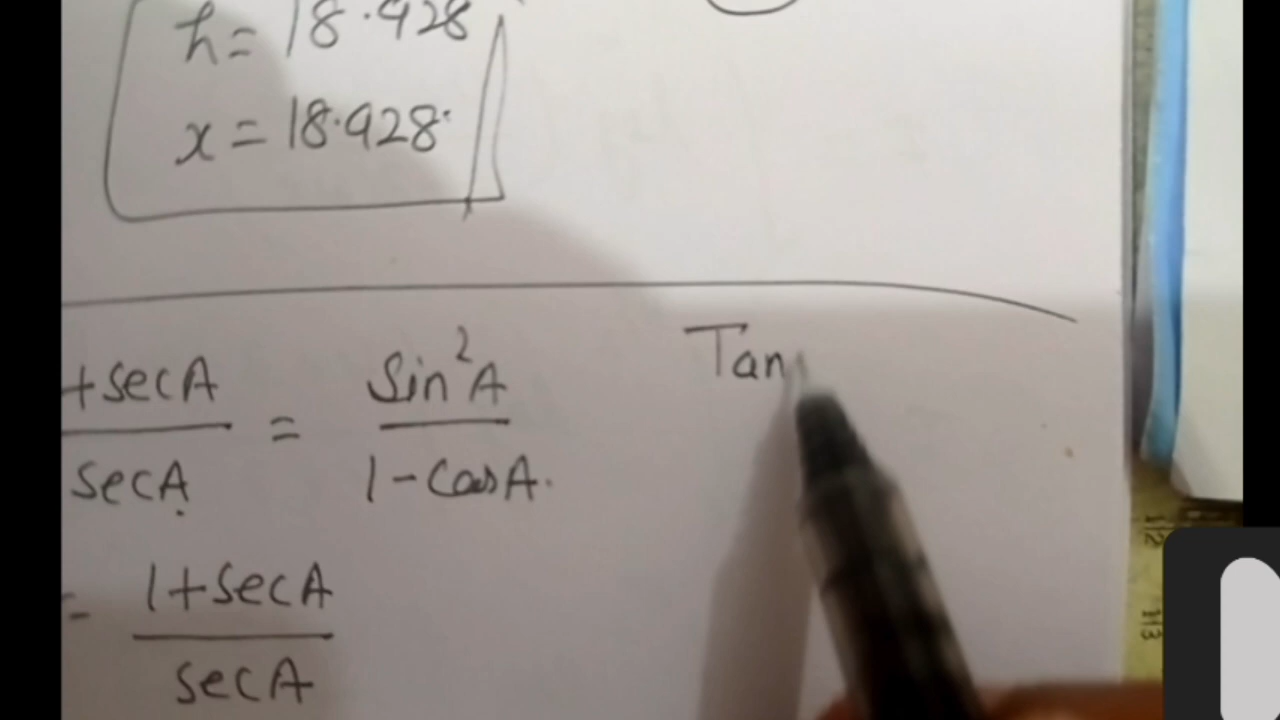 h = 18.928
x = 18.928
+secA / secA = Sin²A / 1 - CosA.
Tan
= 1+secA / secA